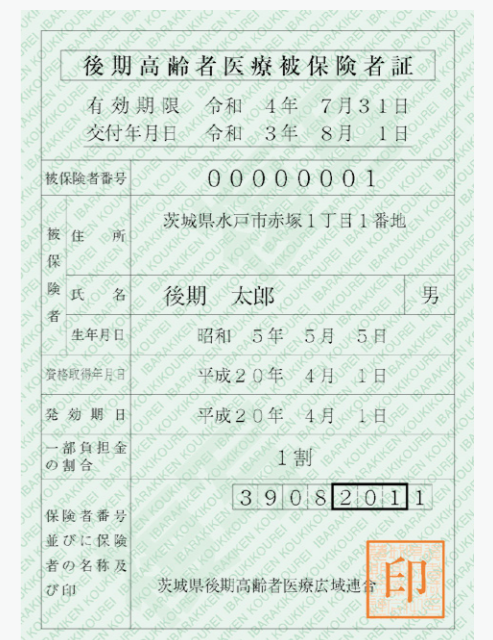 後期高齢者医療被保険者証
有効期限 令和 4年 7月31日
交付年月日 令和 3年 8月 1日
被保険者番号 00000001
被保険者
住所 茨城県水戸市赤塚1丁目1番地
氏名 後期 太郎 男
生年月日 昭和 5年 5月 5日
資格取得年月日 平成20年 4月 1日
発効期日 平成20年 4月 1日
一部負担金
の割合 1割
保険者番号
並びに保険
者の名称及
び印
39082011
茨城県後期高齢者医療広域連合
印
IBARAKIKEN KOUKIKOUREI